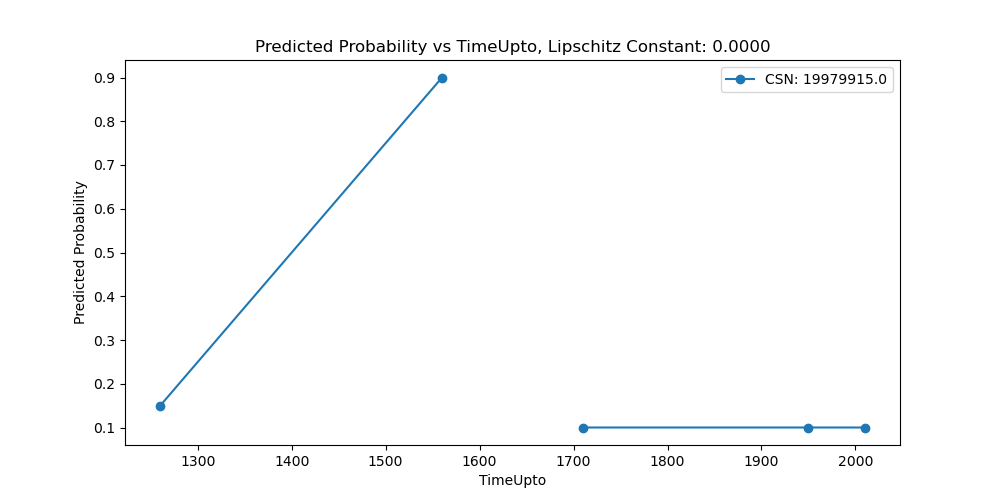 Predicted Probability vs TimeUpto, Lipschitz Constant: 0.0000
CSN: 19979915.0
Predicted Probability
0.9
0.8
0.7
0.6
0.5
0.4
0.3
0.2
0.1
1300 1400 1500 1600 1700 1800 1900 2000
TimeUpto